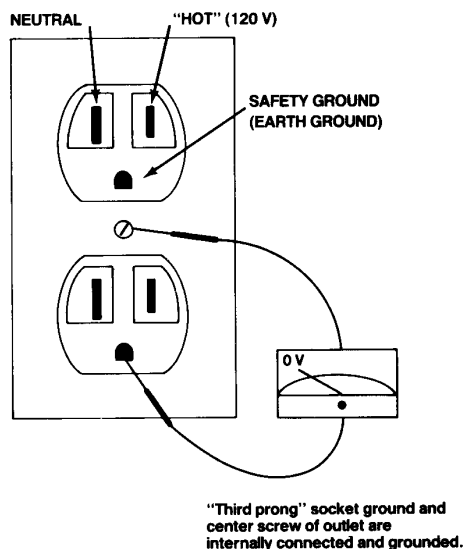 NEUTRAL
"HOT" (120 V)
SAFETY GROUND
(EARTH GROUND)
0 V
"Third prong" socket ground and
center screw of outlet are
internally connected and grounded.